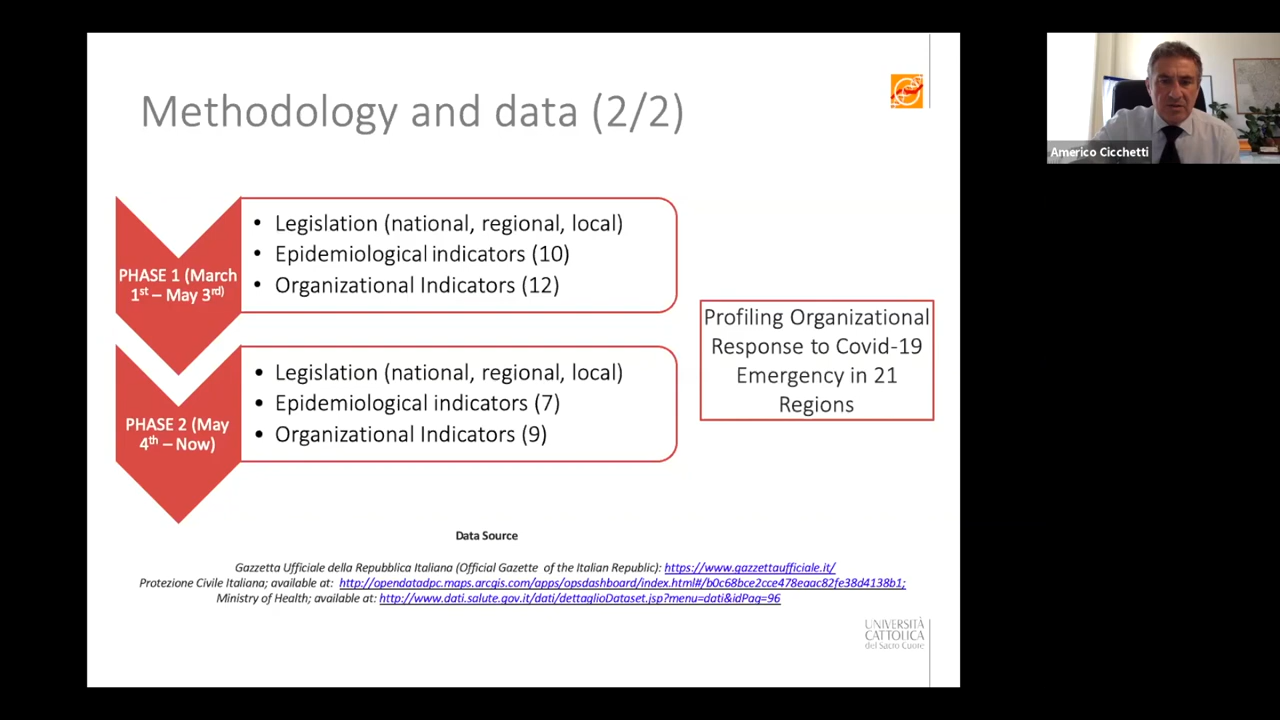 Methodology and data (2/2)
PHASE 1 (March
1st – May 3rd)
• Legislation (national, regional, local)
• Epidemiological indicators (10)
• Organizational Indicators (12)
PHASE 2 (May
4th – Now)
• Legislation (national, regional, local)
• Epidemiological indicators (7)
• Organizational Indicators (9)
Profiling Organizational
Response to Covid-19
Emergency in 21
Regions
Data Source
Gazzetta Ufficiale della Repubblica Italiana (Official Gazette of the Italian Republic): https://www.gazzettaufficiale.it/
Protezione Civile Italiana; available at: http://opendatadpc.maps.arcgis.com/apps/opsdashboard/index.html#/b0c68bce2cce478eaac82fe38d4138b1;
Ministry of Health; available at: http://www.dati.salute.gov.it/dati/dettaglioDataset.jsp?menu=dati&idPag=96
UNIVERSITÀ
CATTOLICA
del Sacro Cuore
Americo Cicchetti